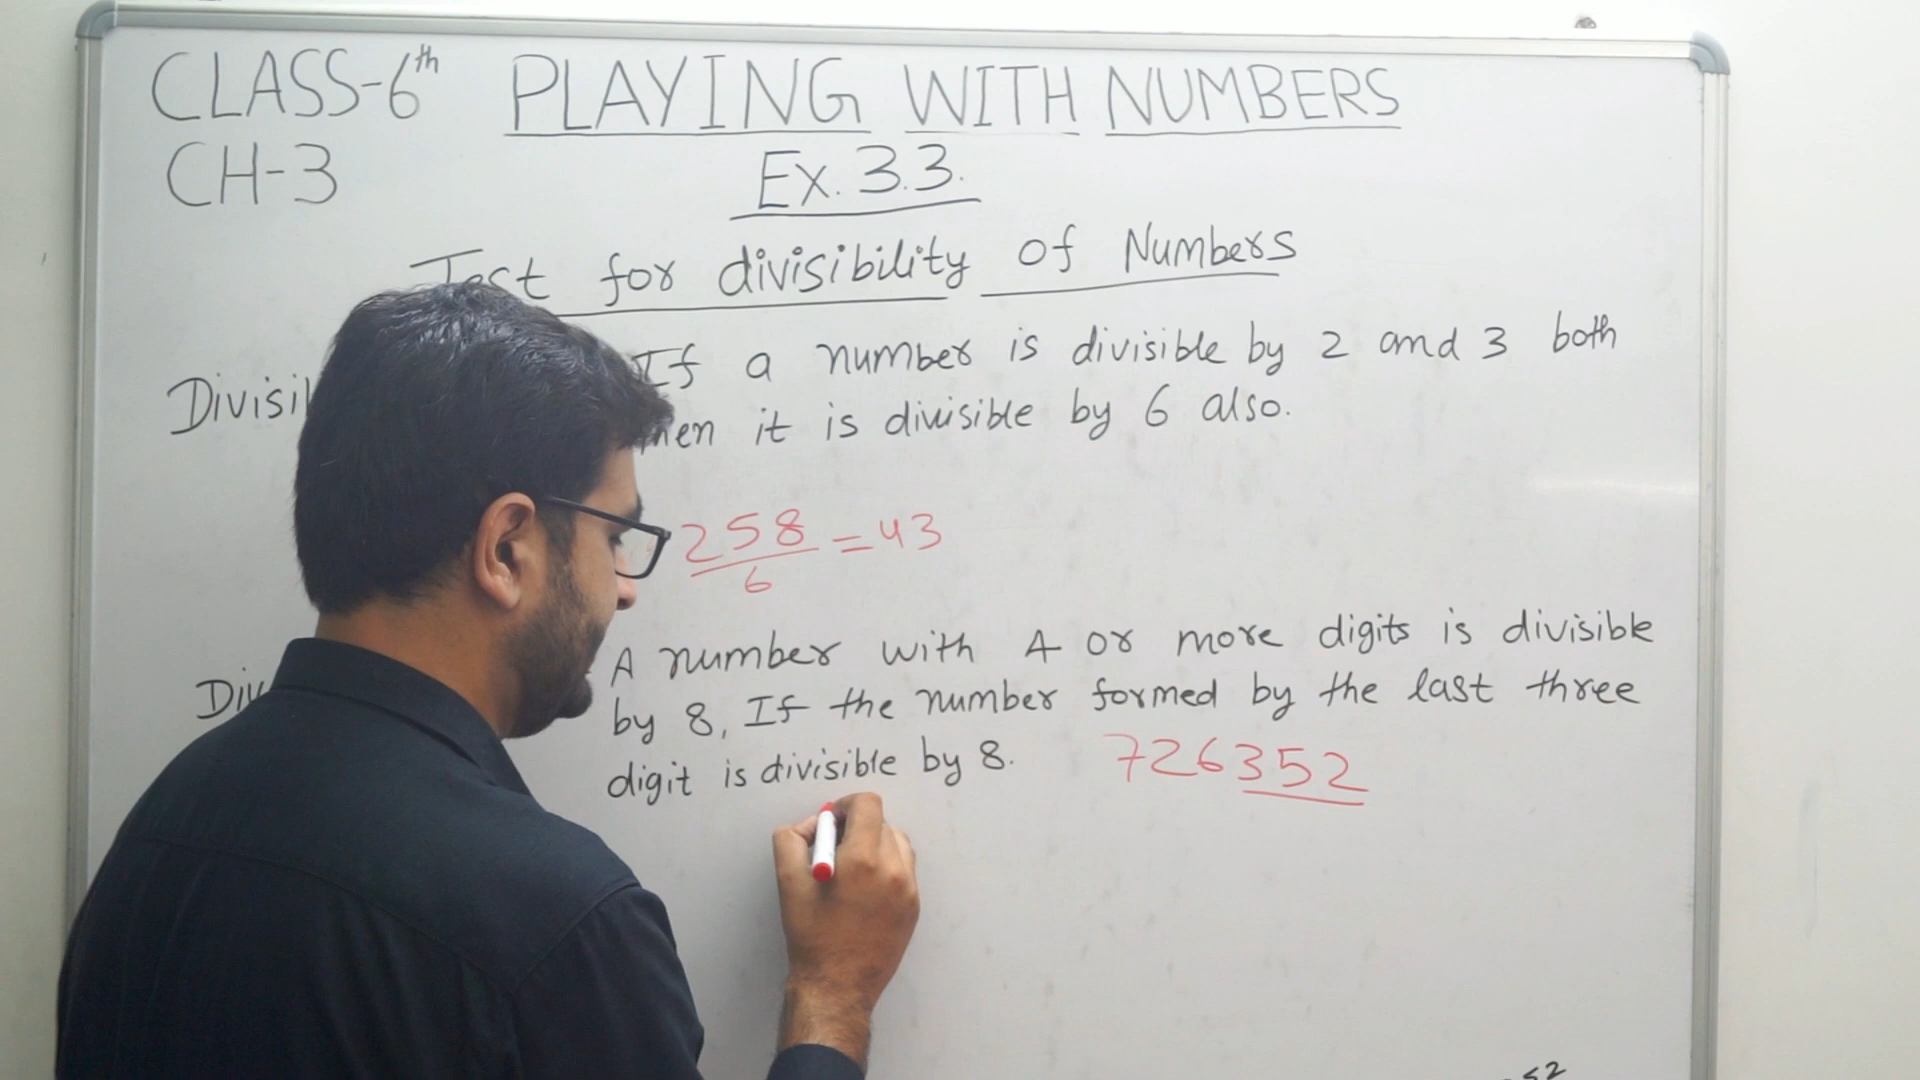 CLASS-6th PLAYING WITH NUMBERS
CH-3
Ex. 3.3.
Test for divisibility of Numbers
If a number is divisible by 2 and 3 both
it is divisible by 6 also.
258/6 = 43
A number with 4 or more digits is divisible
by 8, If the number formed by the last three
digit is divisible by 8. 726352